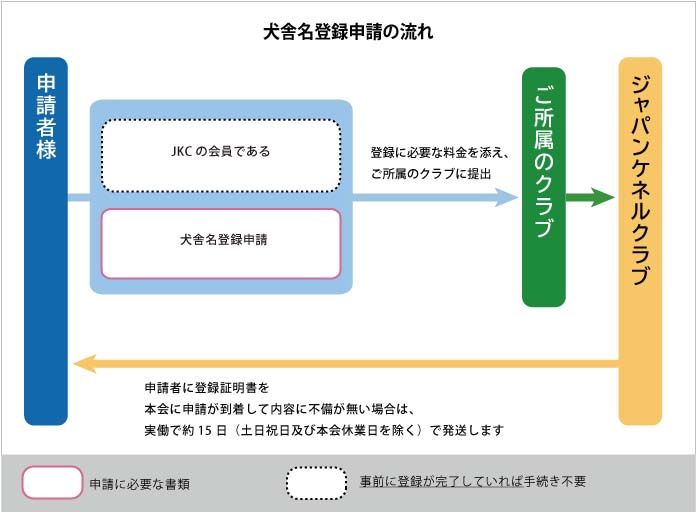 犬舎名登録申請の流れ
申請者様
JKC の会員である
犬舎名登録申請
登録に必要な料金を添え、
ご所属のクラブに提出
ご所属のクラブ
ジャパンケネルクラブ
申請者に登録証明書を
本会に申請が到着して内容に不備が無い場合は、
実働で約 15 日（土日祝日及び本会休業日を除く）で発送します
申請に必要な書類
事前に登録が完了していれば手続き不要